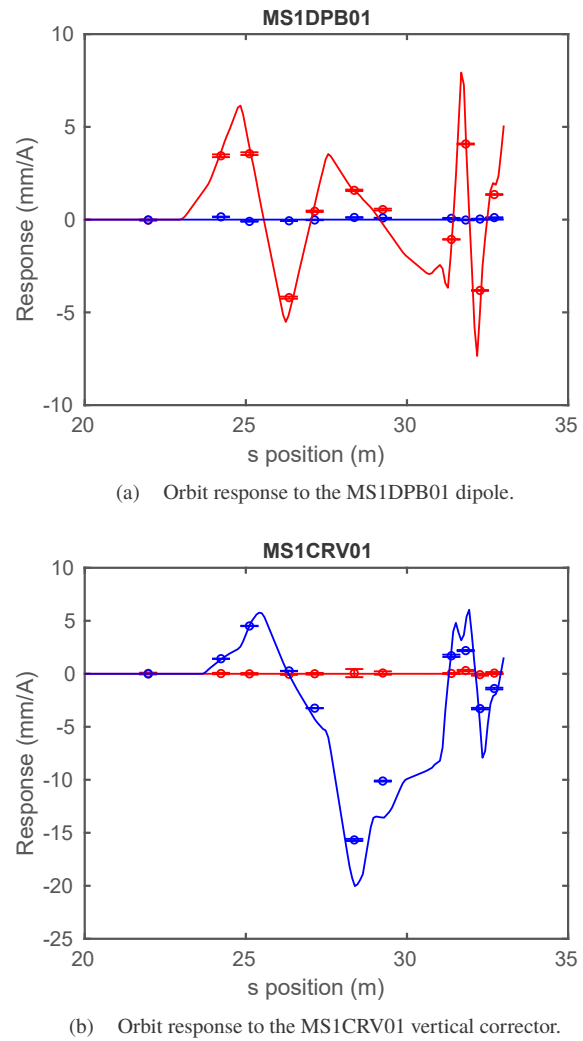 MS1DPB01
10
5
0
-5
-10
Response (mm/A)
20 25 30 35
s position (m)
(a) Orbit response to the MS1DPB01 dipole.
MS1CRV01
10
5
0
-5
-10
-15
-20
-25
Response (mm/A)
20 25 30 35
s position (m)
(b) Orbit response to the MS1CRV01 vertical corrector.